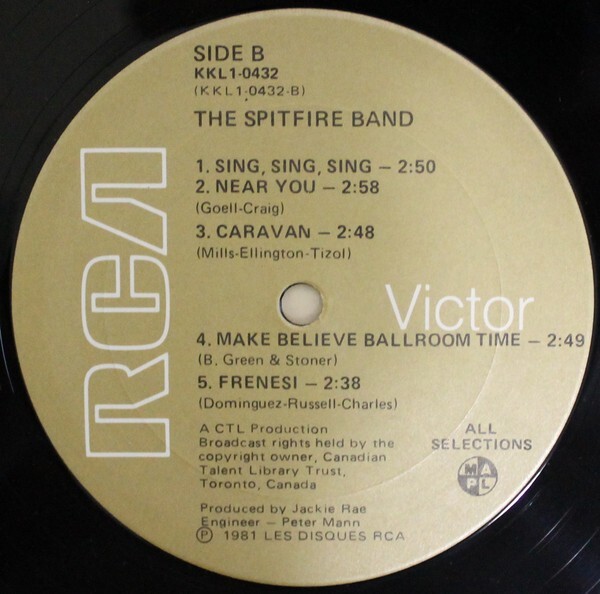 SIDE B
KKL1-0432
(KKL1-0432-B)
THE SPITFIRE BAND
1. SING, SING, SING – 2:50
2. NEAR YOU – 2:58
(Goell-Craig)
3. CARAVAN – 2:48
(Mills-Ellington-Tizol)
RCA
Victor
4. MAKE BELIEVE BALLROOM TIME – 2:49
(B. Green & Stoner)
5. FRENESI – 2:38
(Dominguez-Russell-Charles)
A CTL Production
Broadcast rights held by the
copyright owner, Canadian
Talent Library Trust,
Toronto, Canada
ALL
SELECTIONS
MAPL
Produced by Jackie Rae
Engineer – Peter Mann
Ⓟ 1981 LES DISQUES RCA